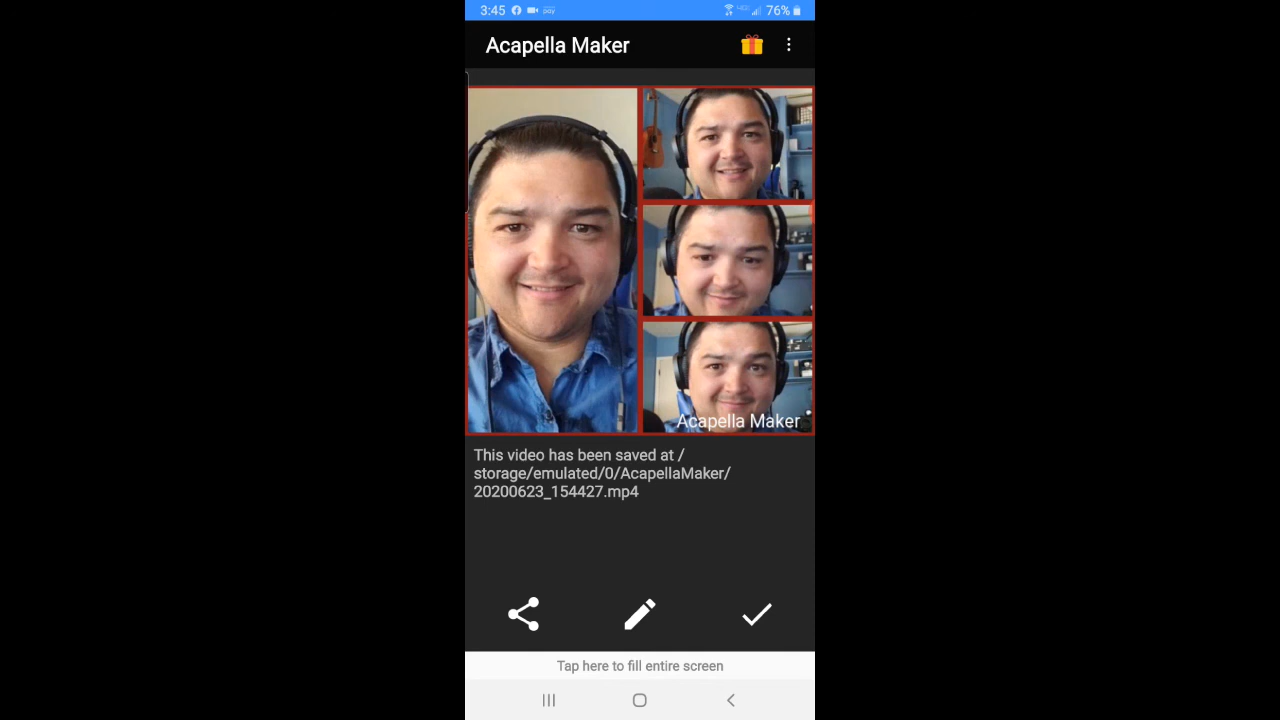 3:45 pay 76%
Acapella Maker
Acapella Maker
This video has been saved at /
storage/emulated/0/AcapellaMaker/
20200623_154427.mp4
Tap here to fill entire screen